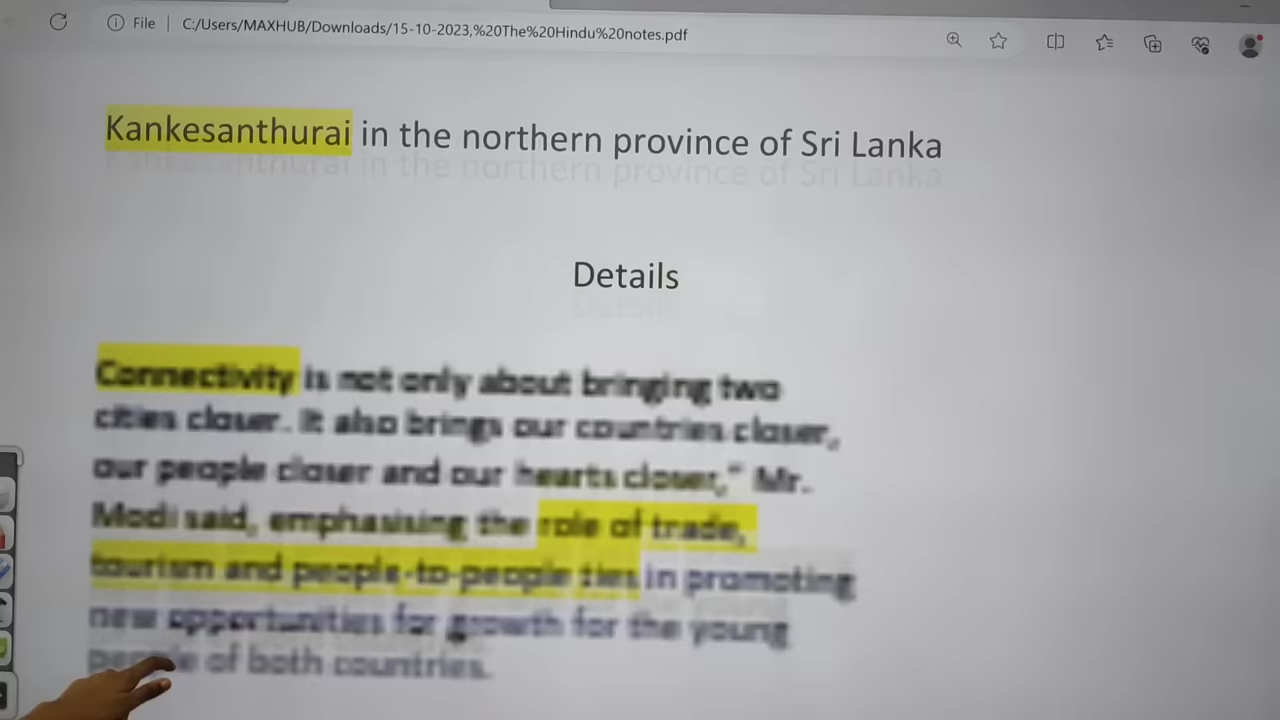 File | C:/Users/MAXHUB/Downloads/15-10-2023,%20The%20Hindu%20notes.pdf
Kankesanthurai in the northern province of Sri Lanka
Details
Connectivity is not only about bringing two
cities closer. It also brings our countries closer,
our people closer and our hearts closer," Mr.
Modi said, emphasising the role of trade,
tourism and people-to-people ties in promoting
new opportunities for growth for the young
people of both countries.